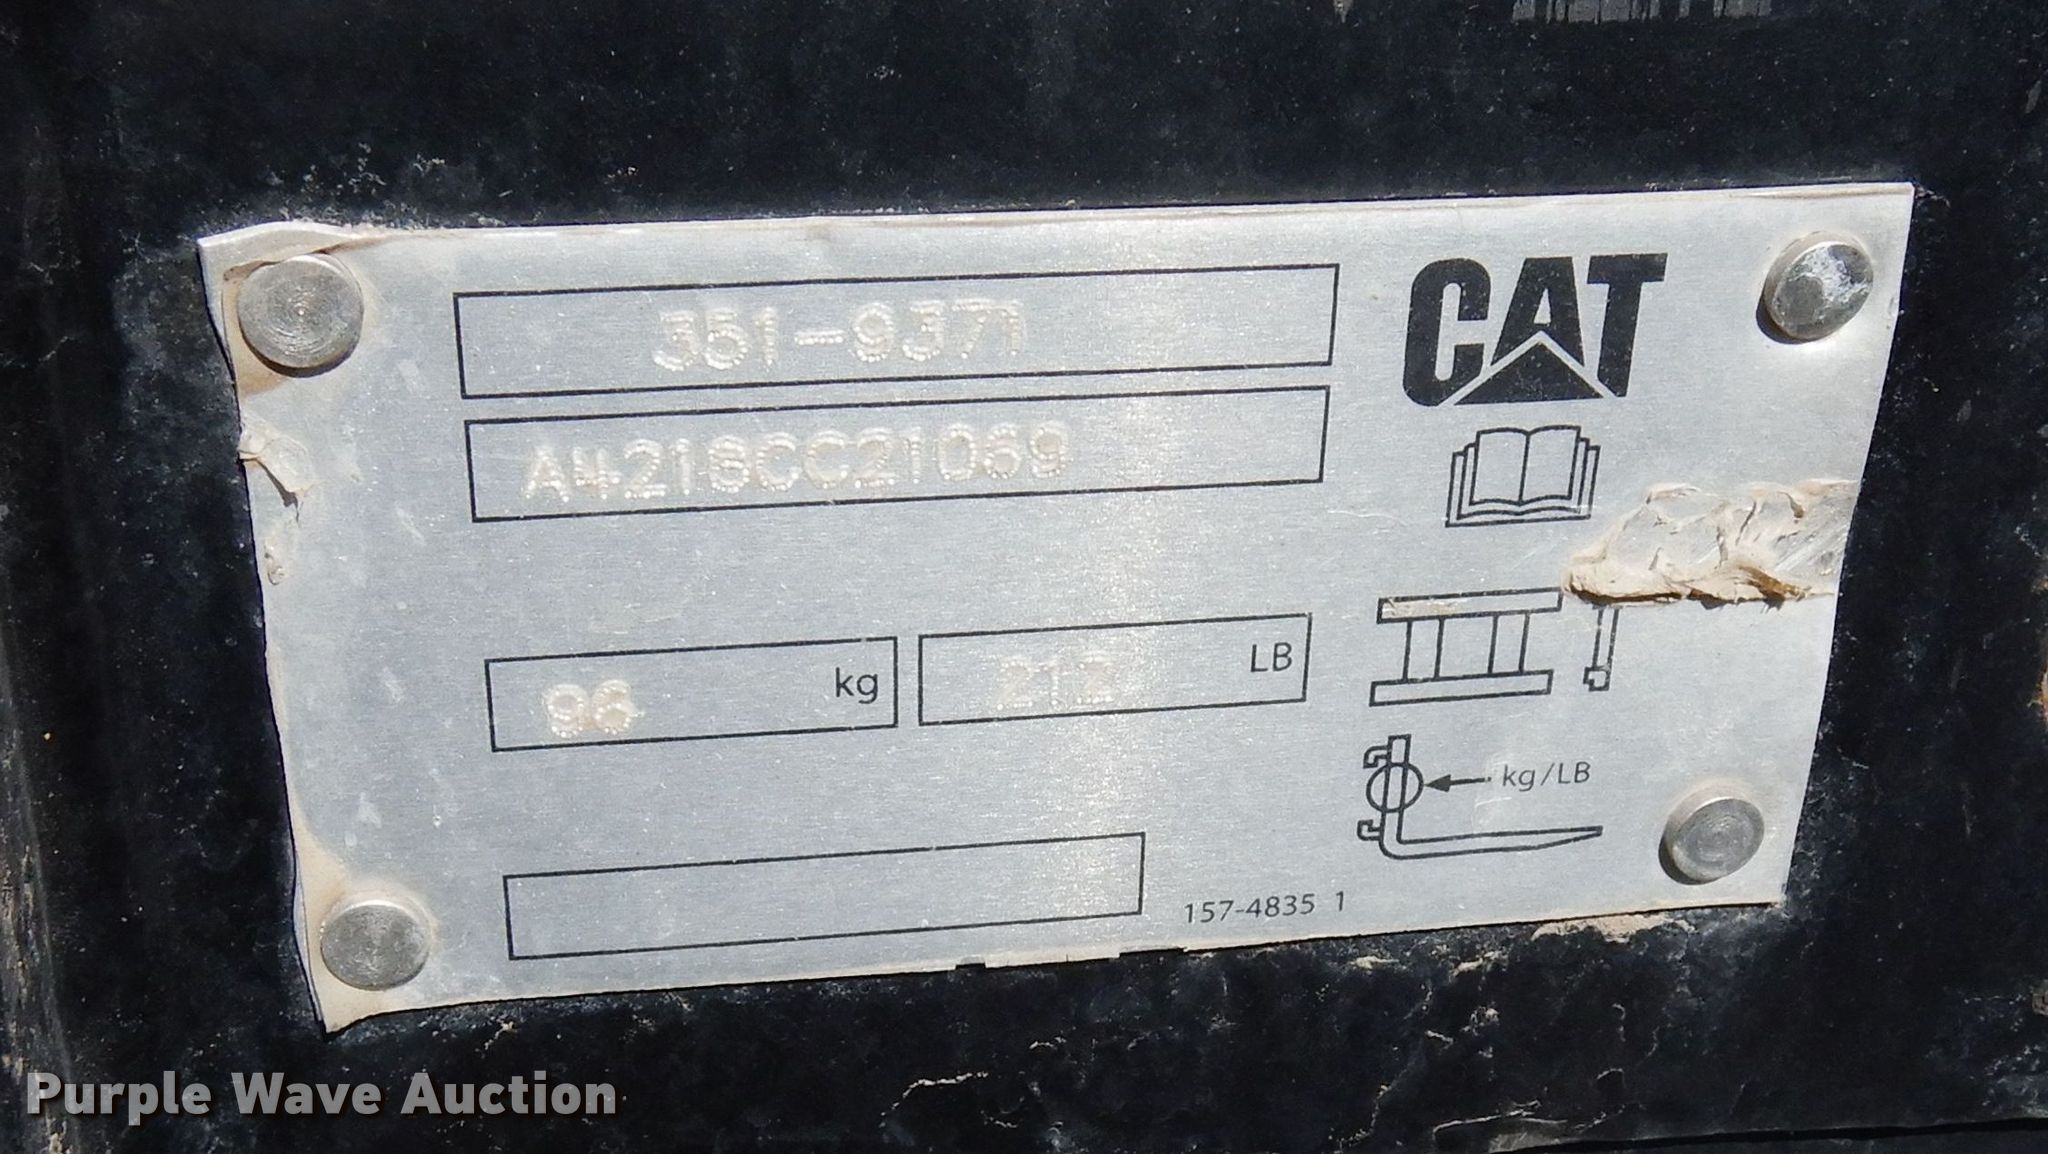 351-9371
CAT
A4218CC21069
96 kg
212 LB
kg/LB
157-4835 1
Purple Wave Auction